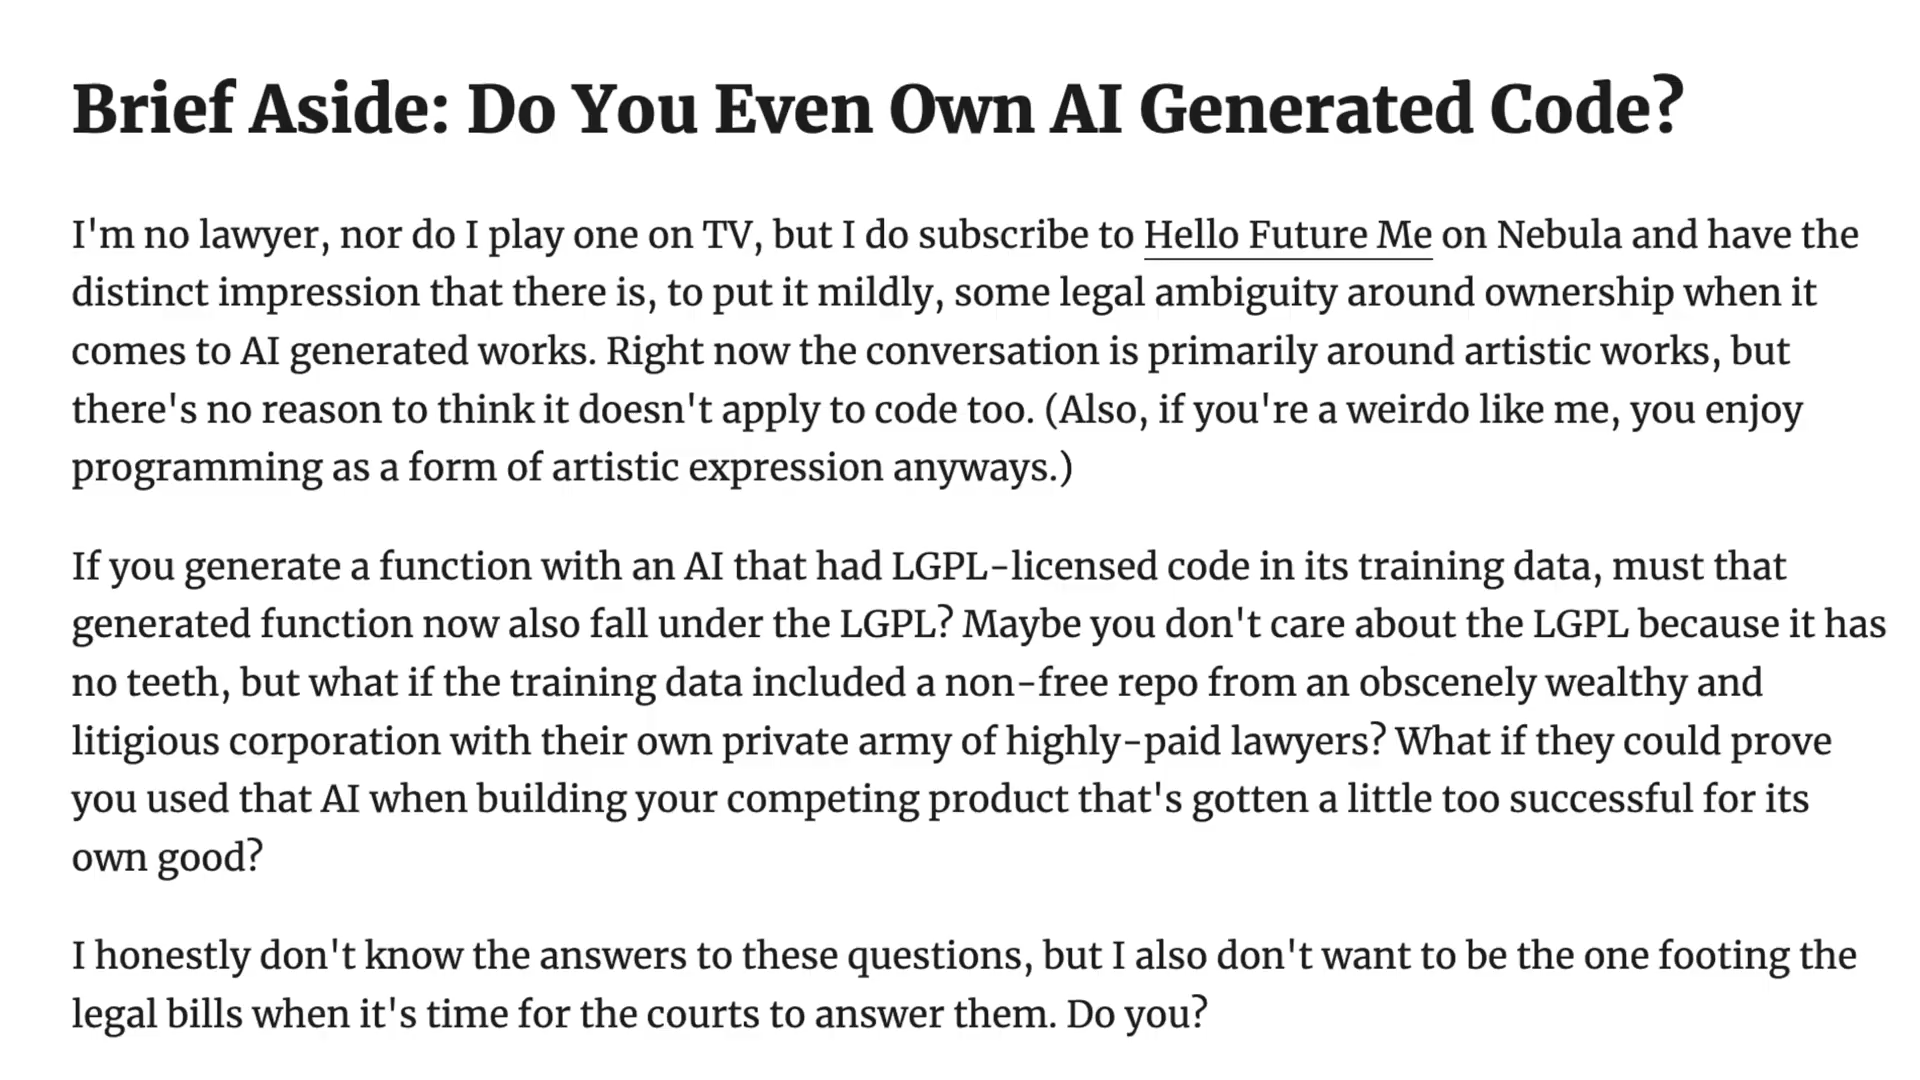 Brief Aside: Do You Even Own AI Generated Code?
I'm no lawyer, nor do I play one on TV, but I do subscribe to Hello Future Me on Nebula and have the
distinct impression that there is, to put it mildly, some legal ambiguity around ownership when it
comes to AI generated works. Right now the conversation is primarily around artistic works, but
there's no reason to think it doesn't apply to code too. (Also, if you're a weirdo like me, you enjoy
programming as a form of artistic expression anyways.)
If you generate a function with an AI that had LGPL-licensed code in its training data, must that
generated function now also fall under the LGPL? Maybe you don't care about the LGPL because it has
no teeth, but what if the training data included a non-free repo from an obscenely wealthy and
litigious corporation with their own private army of highly-paid lawyers? What if they could prove
you used that AI when building your competing product that's gotten a little too successful for its
own good?
I honestly don't know the answers to these questions, but I also don't want to be the one footing the
legal bills when it's time for the courts to answer them. Do you?